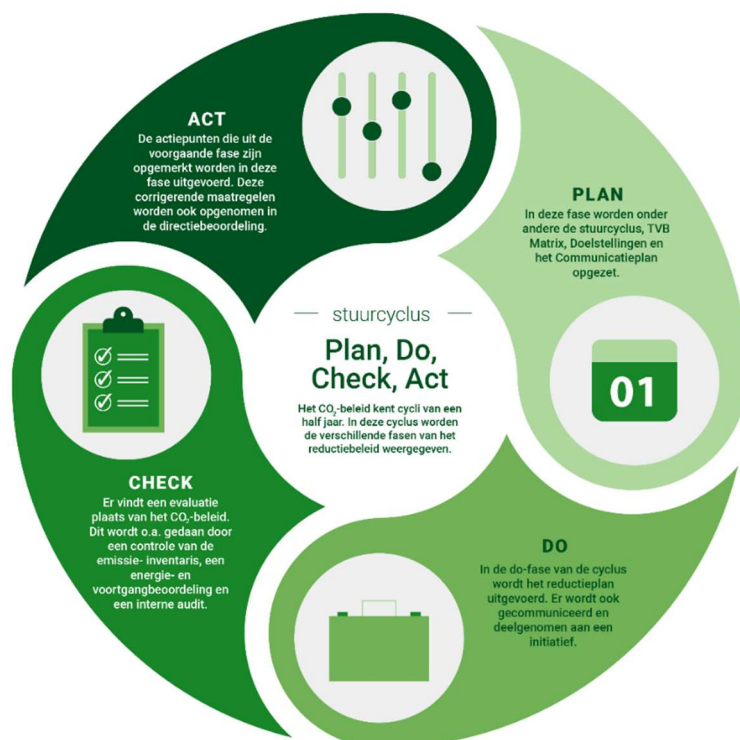 stuurcyclus
Plan, Do,
Check, Act
Het CO₂-beleid kent cycli van een
half jaar. In deze cyclus worden
de verschillende fasen van het
reductiebeleid weergegeven.
PLAN
In deze fase worden onder
andere de stuurcyclus, TVB
Matrix, Doelstellingen en
het Communicatieplan
opgezet.
01
DO
In de do-fase van de cyclus
wordt het reductieplan
uitgevoerd. Er wordt ook
gecommuniceerd en
deelgenomen aan een
initiatief.
CHECK
Er vindt een evaluatie
plaats van het CO₂-beleid.
Dit wordt o.a. gedaan door
een controle van de
emissie- inventaris, een
energie- en
voortgangbeoordeling en
een interne audit.
ACT
De actiepunten die uit de
voorgaande fase zijn
opgemerkt worden in deze
fase uitgevoerd. Deze
corrigerende maatregelen
worden ook opgenomen in
de directiebeoordeling.